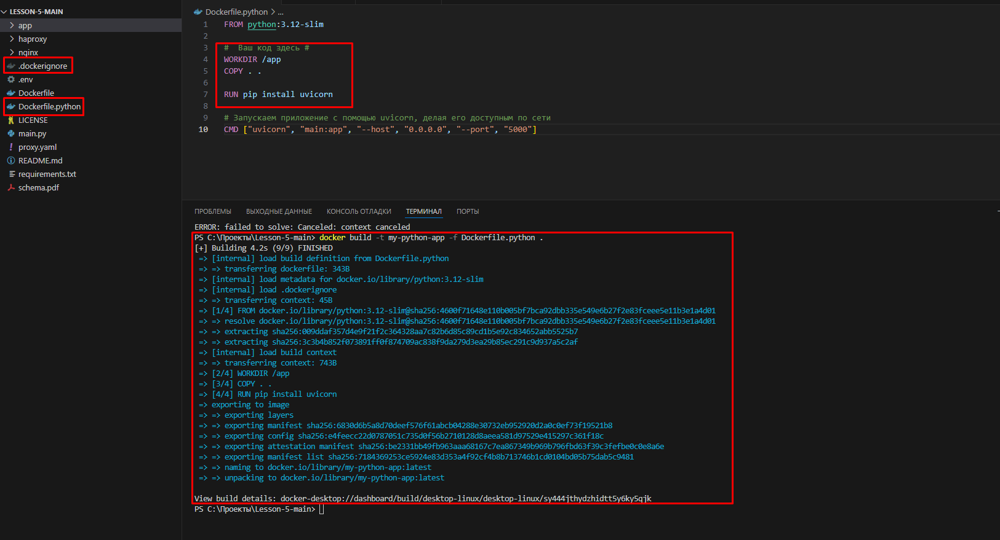 LESSON-5-MAIN
app
haproxy
nginx
.dockerignore
.env
Dockerfile
Dockerfile.python
LICENSE
main.py
proxy.yaml
README.md
requirements.txt
schema.pdf
Dockerfile.python > ...
1 FROM python:3.12-slim
2
3 #  Ваш код здесь #
4 WORKDIR /app
5 COPY . .
6
7 RUN pip install uvicorn
8
9 # Запускаем приложение с помощью uvicorn, делая его доступным по сети
10 CMD ["uvicorn", "main:app", "--host", "0.0.0.0", "--port", "5000"]
ПРОБЛЕМЫ ВЫХОДНЫЕ ДАННЫЕ КОНСОЛЬ ОТЛАДКИ ТЕРМИНАЛ ПОРТЫ
ERROR: failed to solve: Canceled: context canceled
PS C:\Проекты\Lesson-5-main> docker build -t my-python-app -f Dockerfile.python .
[+] Building 4.2s (9/9) FINISHED
=> [internal] load build definition from Dockerfile.python
=> => transferring dockerfile: 343B
=> [internal] load metadata for docker.io/library/python:3.12-slim
=> [internal] load .dockerignore
=> => transferring context: 45B
=> [1/4] FROM docker.io/library/python:3.12-slim@sha256:4600f71648e110b005bf7bca92dbb335e549e6b27f2e83fceee5e11b3e1a4d01
=> => resolve docker.io/library/python:3.12-slim@sha256:4600f71648e110b005bf7bca92dbb335e549e6b27f2e83fceee5e11b3e1a4d01
=> => extracting sha256:009ddaf357d4e9f21f2c364328aa7c82b6d85c89cd1b5e92c834652abb5525b7
=> => extracting sha256:3c3b4b852f073891ff0f874709ac838f9da279d3ea29b85ec291c9d937a5c2af
=> [internal] load build context
=> => transferring context: 743B
=> [2/4] WORKDIR /app
=> [3/4] COPY . .
=> [4/4] RUN pip install uvicorn
=> exporting to image
=> => exporting layers
=> => exporting manifest sha256:6830d6b5a8d70deef576f61abcb04288e30732eb952920d2a0c0ef73f19521b8
=> => exporting config sha256:e4feecc22d0787051c735d0f56b2710128d8aeea581d97529e415297c361f18c
=> => exporting attestation manifest sha256:be2331bb49fb963aaa68167c7ea867349b969b796fbd63f39c3fefbe0c0e8a6e
=> => exporting manifest list sha256:7184369253ce5924e83d353a4f92cf4b8b713746b1cd0104bd05b75dab5c9481
=> => naming to docker.io/library/my-python-app:latest
=> => unpacking to docker.io/library/my-python-app:latest
View build details: docker-desktop://dashboard/build/desktop-linux/desktop-linux/sy444jthydzhidtt5y6ky5qjk
PS C:\Проекты\Lesson-5-main>